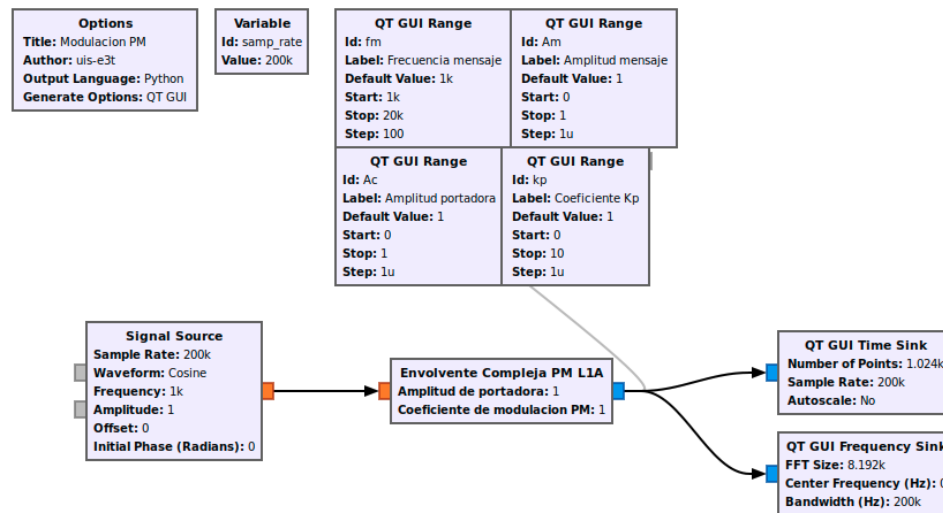 Options
Title: Modulacion PM
Author: uis-e3t
Output Language: Python
Generate Options: QT GUI
Variable
Id: samp_rate
Value: 200k
QT GUI Range
Id: fm
Label: Frecuencia mensaje
Default Value: 1k
Start: 1k
Stop: 20k
Step: 100
QT GUI Range
Id: Am
Label: Amplitud mensaje
Default Value: 1
Start: 0
Stop: 1
Step: 1u
QT GUI Range
Id: Ac
Label: Amplitud portadora
Default Value: 1
Start: 0
Stop: 1
Step: 1u
QT GUI Range
Id: kp
Label: Coeficiente Kp
Default Value: 1
Start: 0
Stop: 10
Step: 1u
Signal Source
Sample Rate: 200k
Waveform: Cosine
Frequency: 1k
Amplitude: 1
Offset: 0
Initial Phase (Radians): 0
Envolvente Compleja PM L1A
Amplitud de portadora: 1
Coeficiente de modulacion PM: 1
QT GUI Time Sink
Number of Points: 1.024k
Sample Rate: 200k
Autoscale: No
QT GUI Frequency Sink
FFT Size: 8.192k
Center Frequency (Hz): 0
Bandwidth (Hz): 200k